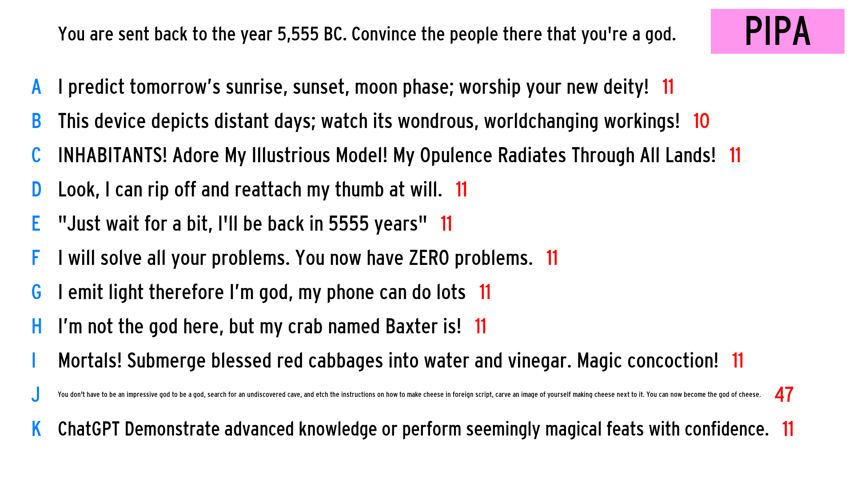 You are sent back to the year 5,555 BC. Convince the people there that you're a god.
PIPA
A I predict tomorrow’s sunrise, sunset, moon phase; worship your new deity! 11
B This device depicts distant days; watch its wondrous, worldchanging workings! 10
C INHABITANTS! Adore My Illustrious Model! My Opulence Radiates Through All Lands! 11
D Look, I can rip off and reattach my thumb at will. 11
E "Just wait for a bit, I'll be back in 5555 years" 11
F I will solve all your problems. You now have ZERO problems. 11
G I emit light therefore I’m god, my phone can do lots 11
H I’m not the god here, but my crab named Baxter is! 11
I Mortals! Submerge blessed red cabbages into water and vinegar. Magic concoction! 11
J You don't have to be an impressive god to be a god, search for an undiscovered cave, and etch the instructions on how to make cheese in foreign script, carve an image of yourself making cheese next to it. You can now become the god of cheese. 47
K ChatGPT Demonstrate advanced knowledge or perform seemingly magical feats with confidence. 11